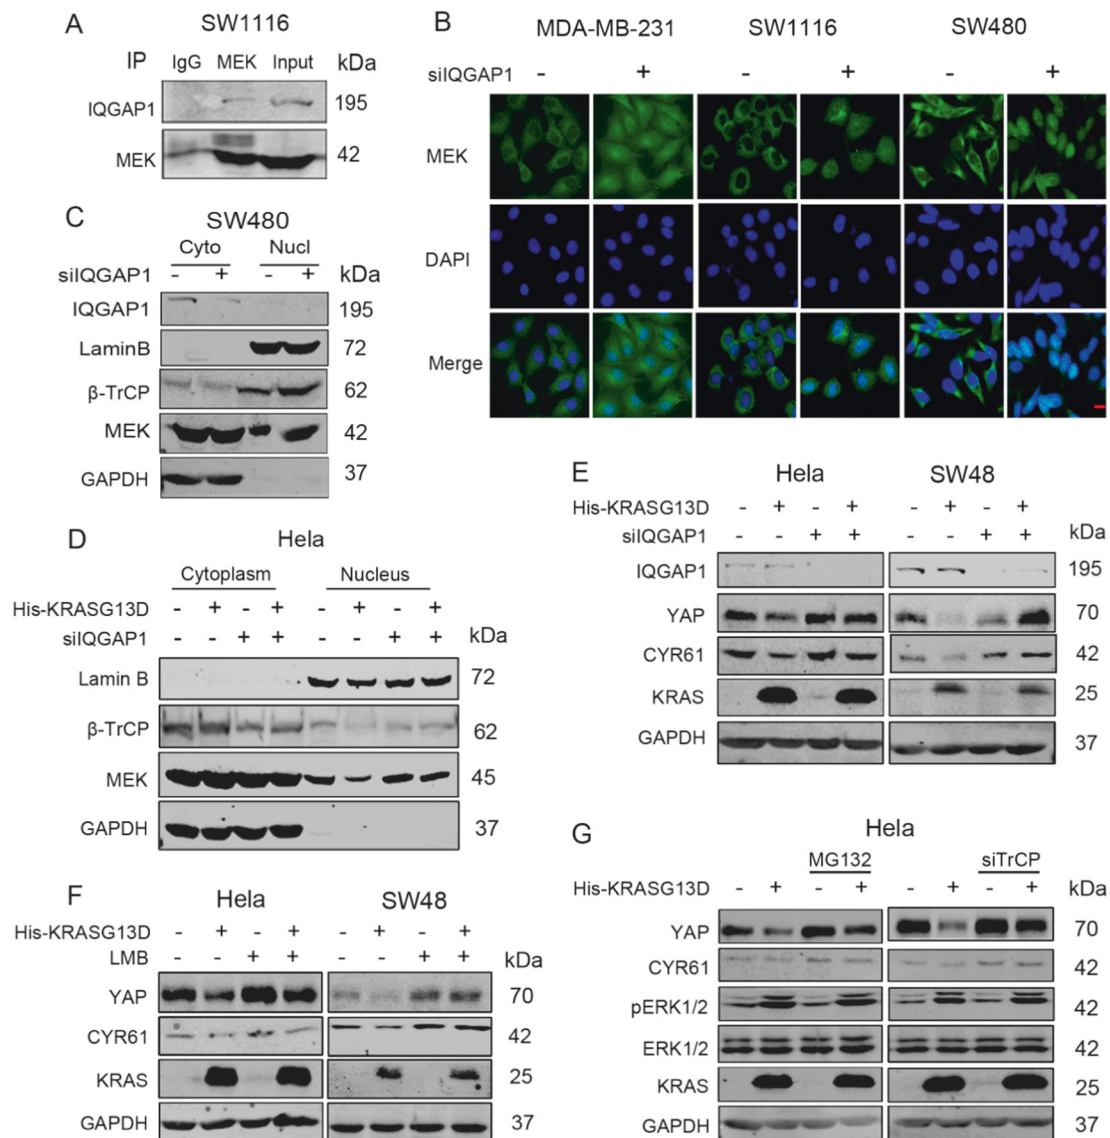 A
SW1116
IP IgG MEK Input kDa
IQGAP1 195
MEK 42
B
MDA-MB-231 SW1116 SW480
siIQGAP1 - + - + - +
MEK
DAPI
Merge
C
SW480
Cyto Nucl
siIQGAP1 - + - + kDa
IQGAP1 195
LaminB 72
β-TrCP 62
MEK 42
GAPDH 37
D
Hela
Cytoplasm Nucleus
His-KRASG13D - + - + - + - +
siIQGAP1 - - + + - - + + kDa
Lamin B 72
β-TrCP 62
MEK 45
GAPDH 37
E
Hela SW48
His-KRASG13D - + - + - + - +
siIQGAP1 - - + + - - + + kDa
IQGAP1 195
YAP 70
CYR61 42
KRAS 25
GAPDH 37
F
Hela SW48
His-KRASG13D - + - + - + - +
LMB - - + + - - + + kDa
YAP 70
CYR61 42
KRAS 25
GAPDH 37
G
Hela
MG132 siTrCP
His-KRASG13D - + - + - + - + kDa
YAP 70
CYR61 42
pERK1/2 42
ERK1/2 42
KRAS 25
GAPDH 37